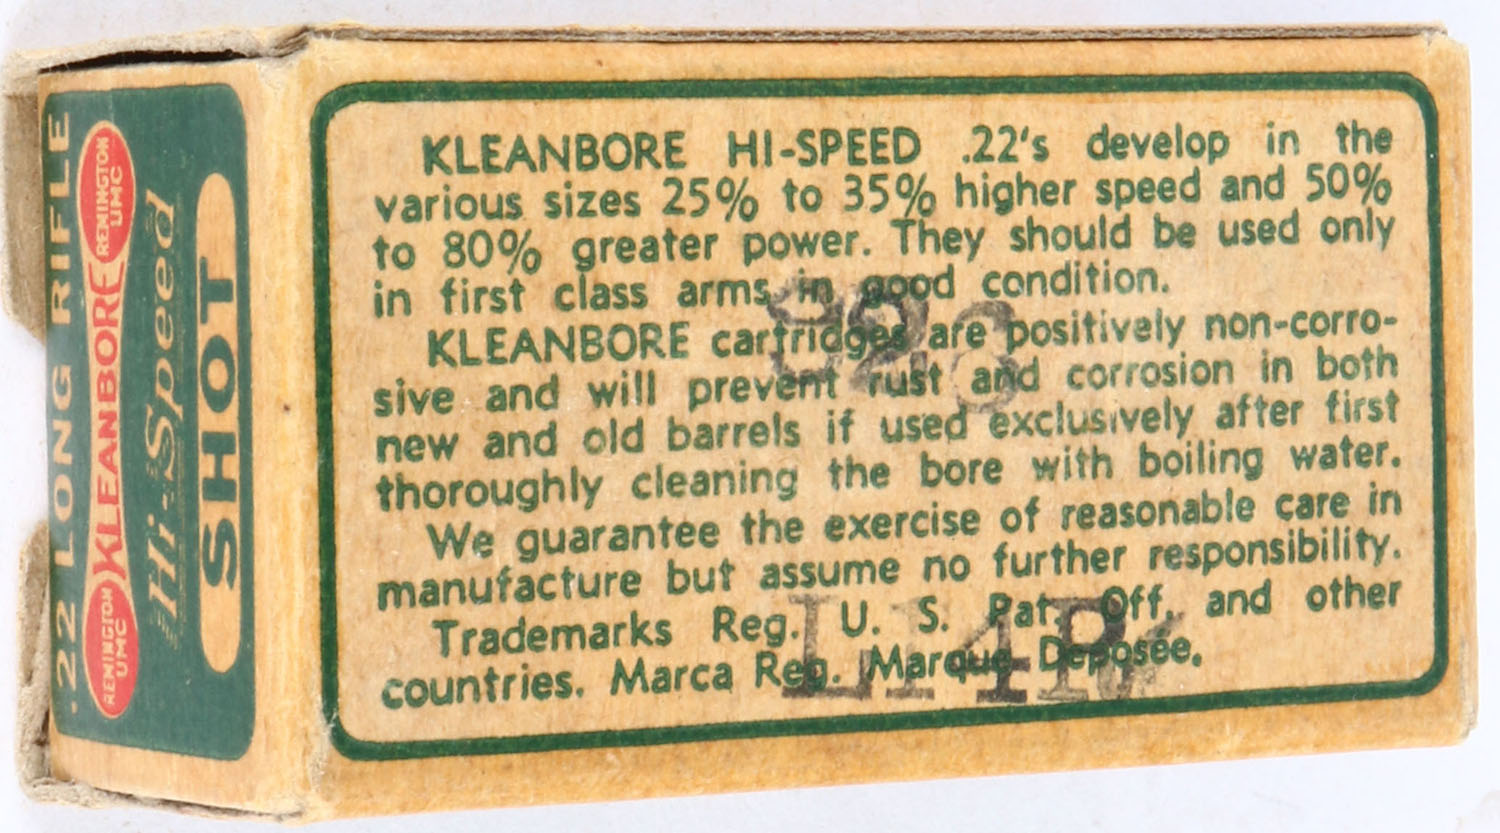 .22 LONG RIFLE
REMINGTON
UMC
KLEANBORE
REMINGTON
UMC
Hi-Speed
SHOT
KLEANBORE HI-SPEED .22's develop in the
various sizes 25% to 35% higher speed and 50%
to 80% greater power. They should be used only
in first class arms in good condition.
KLEANBORE cartridges are positively non-corro-
sive and will prevent rust and corrosion in both
new and old barrels if used exclusively after first
thoroughly cleaning the bore with boiling water.
We guarantee the exercise of reasonable care in
manufacture but assume no further responsibility.
Trademarks Reg. U. S. Pat. Off. and other
countries. Marca Reg. Marque Deposée.